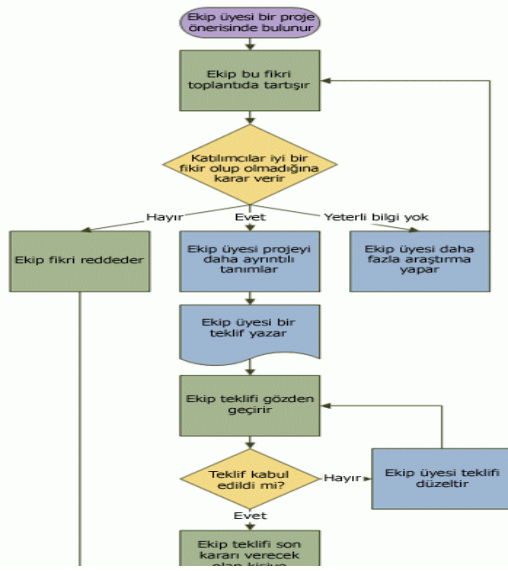 Ekip üyesi bir proje
önerisinde bulunur
Ekip bu fikri
toplantıda tartışır
Katılımcılar iyi bir
fikir olup olmadığına
karar verir
Hayır
Evet
Yeterli bilgi yok
Ekip fikri reddeder
Ekip üyesi projeyi
daha ayrıntılı
tanımlar
Ekip üyesi daha
fazla araştırma
yapar
Ekip üyesi bir
teklif yazar
Ekip teklifi gözden
geçirir
Teklif kabul
edildi mi?
Hayır
Ekip üyesi teklifi
düzeltir
Evet
Ekip teklifi son
kararı verecek
olan kişiye